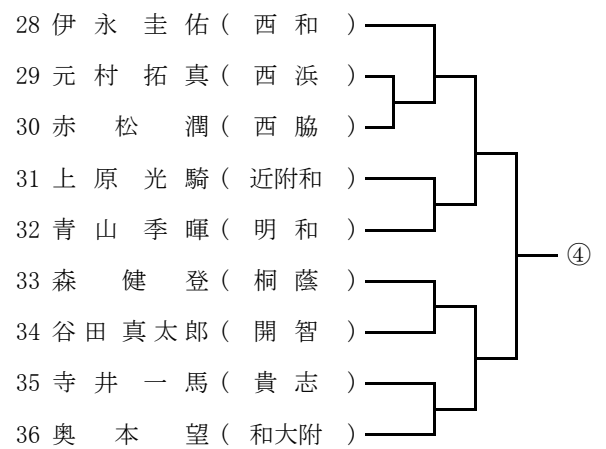 28 伊永 圭佑 ( 西和 )
29 元村 拓真 ( 西浜 )
30 赤松 潤 ( 西脇 )
31 上原 光騎 ( 近附和 )
32 青山 季暉 ( 明和 )
33 森 健登 ( 桐蔭 )
34 谷田 真太郎 ( 開智 )
35 寺井 一馬 ( 貴志 )
36 奥本 望 ( 和大附 )
④